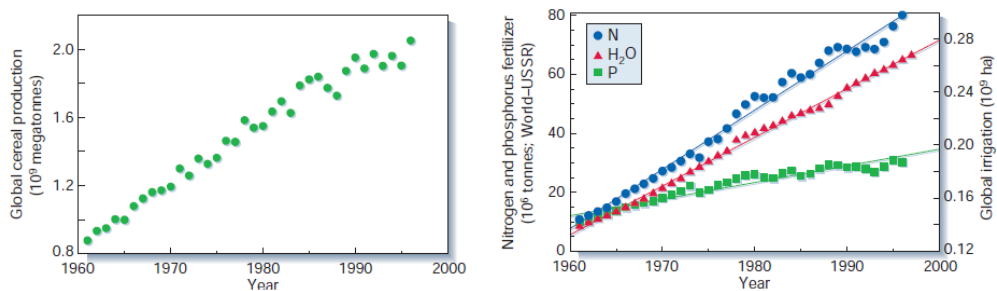 Global cereal production
(10⁹ megatonnes)
2.0
1.6
1.2
0.8
1960
1970
1980
1990
2000
Year
Nitrogen and phosphorus fertilizer
(10⁶ tonnes; World–USSR)
80
60
40
20
0
N
H₂O
P
0.28
0.24
0.20
0.16
0.12
Global irrigation (10⁹ ha)
1960
1970
1980
1990
2000
Year